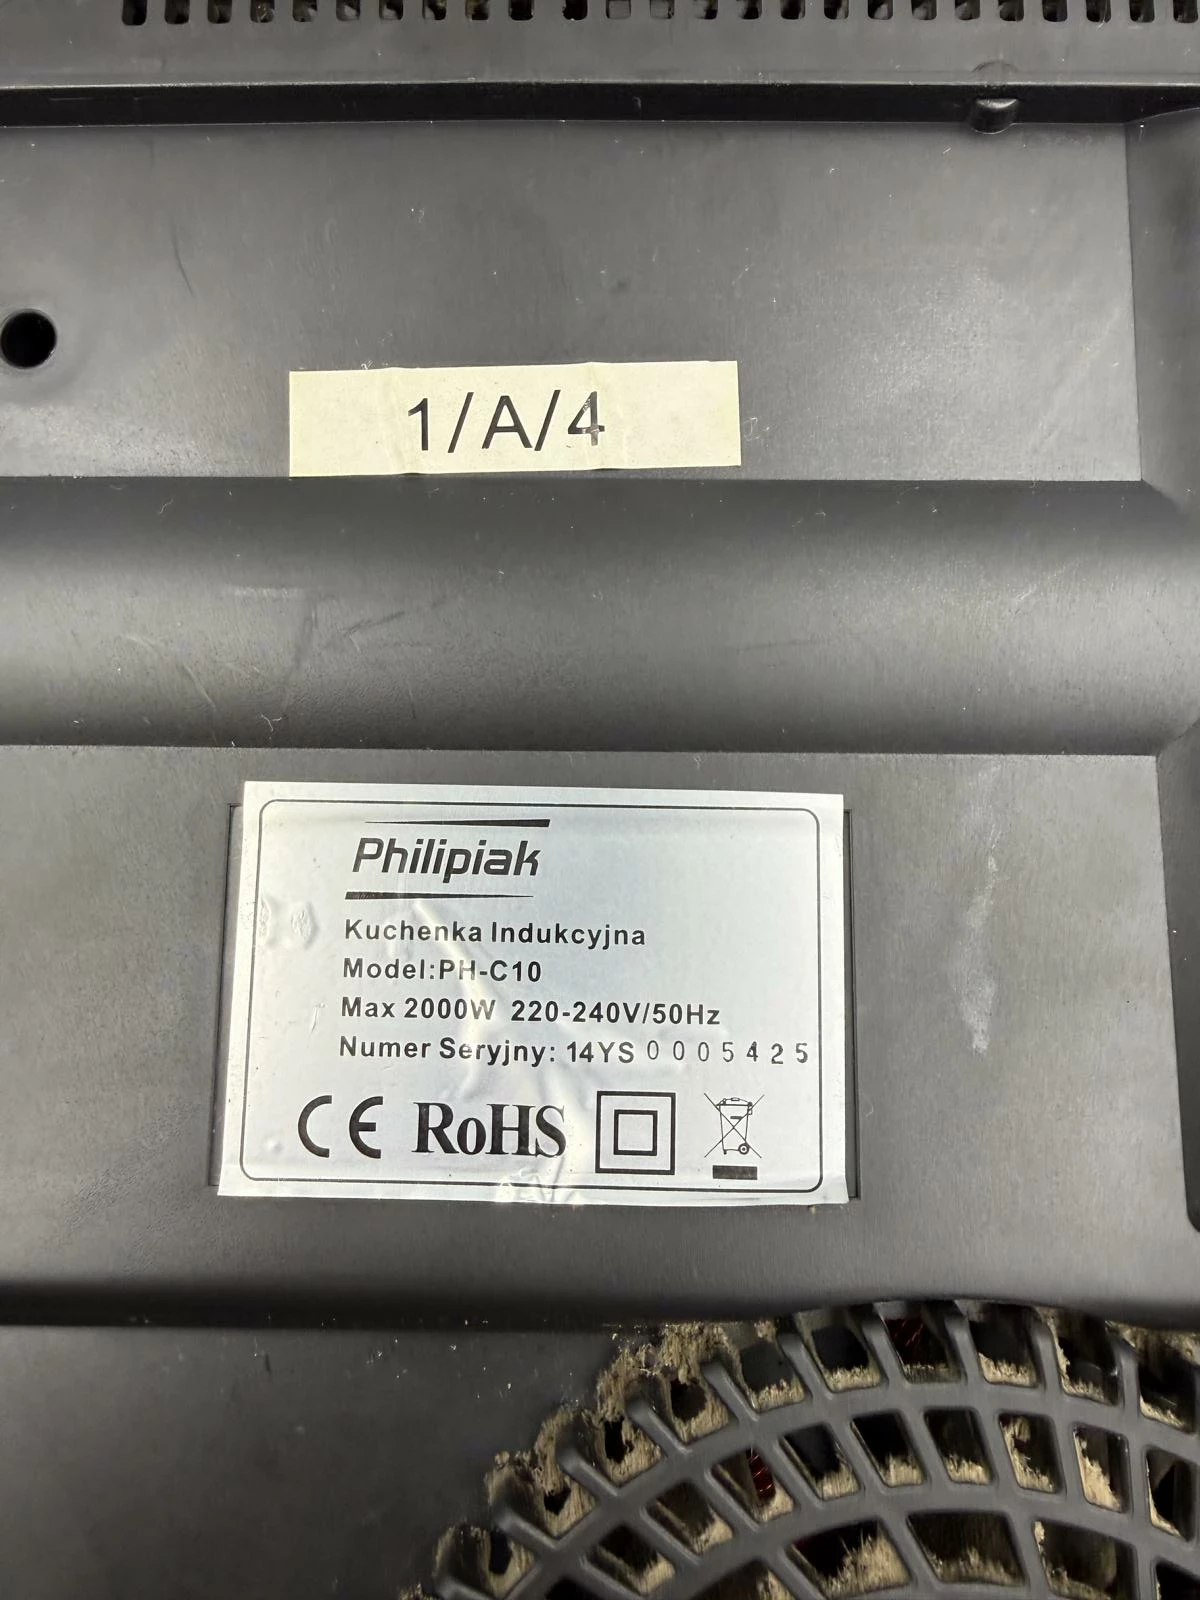 1/A/4
Philipiak
Kuchenka Indukcyjna
Model:PH-C10
Max 2000W 220-240V/50Hz
Numer Seryjny: 14YS 0005425
CE RoHS